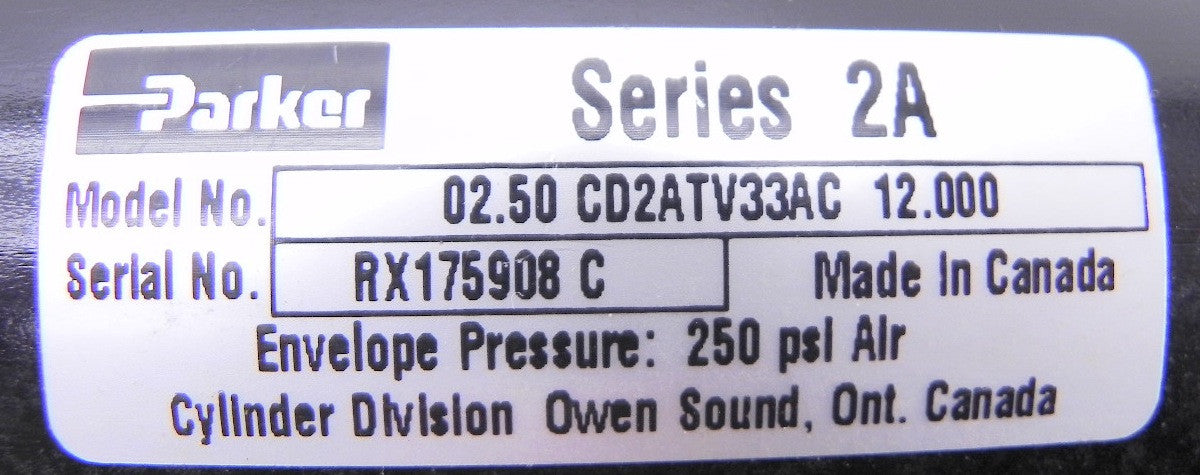 Parker Series 2A
Model No. 02.50 CD2ATV33AC 12.000
Serial No. RX175908 C Made In Canada
Envelope Pressure: 250 psi Air
Cylinder Division Owen Sound, Ont. Canada